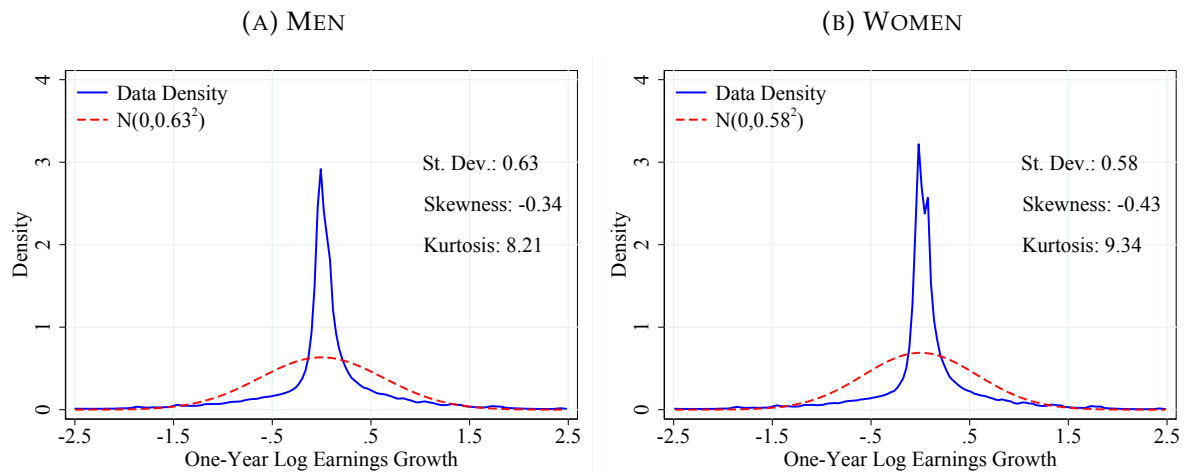 (A) MEN
4
3
2
1
0
Density
Data Density
N(0,0.63²)
St. Dev.: 0.63
Skewness: -0.34
Kurtosis: 8.21
-2.5 -1.5 -.5 .5 1.5 2.5
One-Year Log Earnings Growth
(B) WOMEN
4
3
2
1
0
Density
Data Density
N(0,0.58²)
St. Dev.: 0.58
Skewness: -0.43
Kurtosis: 9.34
-2.5 -1.5 -.5 .5 1.5 2.5
One-Year Log Earnings Growth